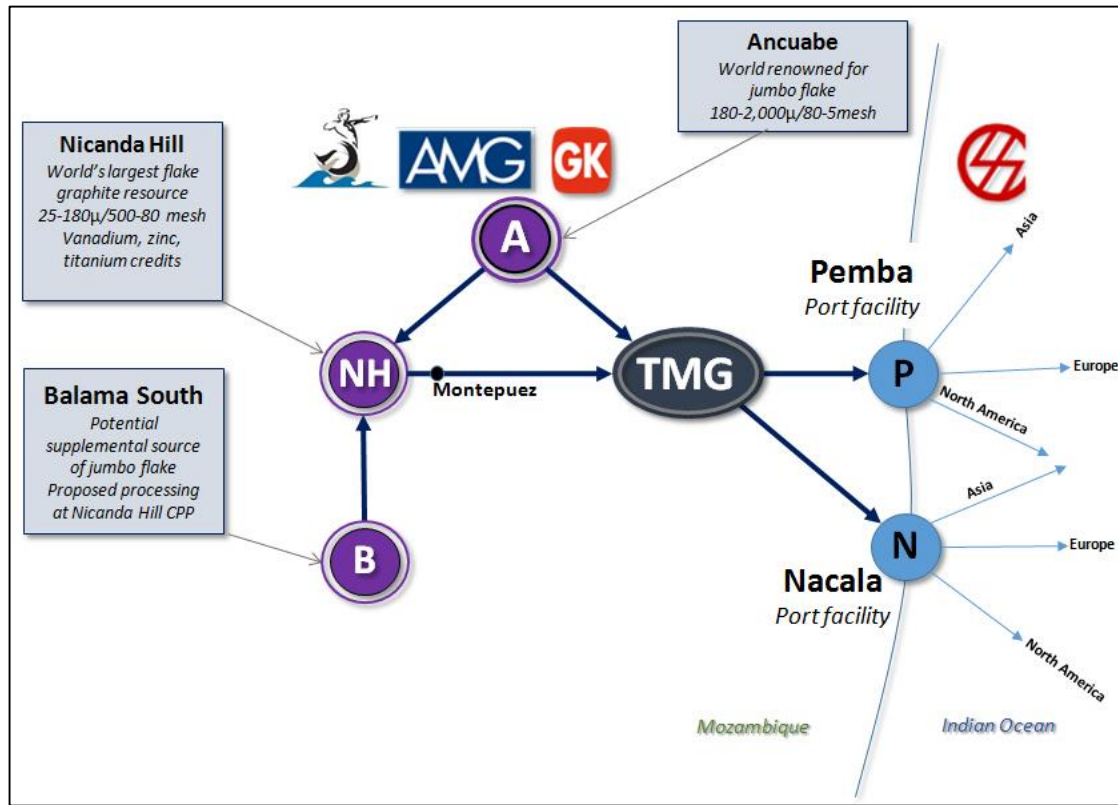 Ancuabe
World renowned for
jumbo flake
180-2,000µ/80-5mesh
Nicanda Hill
World's largest flake
graphite resource
25-180µ/500-80 mesh
Vanadium, zinc,
titanium credits
AMG
GK
A
Asia
Pemba
Port facility
NH
Montepuez
TMG
P
Europe
North America
Balama South
Potential
supplemental source
of jumbo flake
Proposed processing
at Nicanda Hill CPP
B
Asia
N
Europe
Nacala
Port facility
North America
Mozambique
Indian Ocean